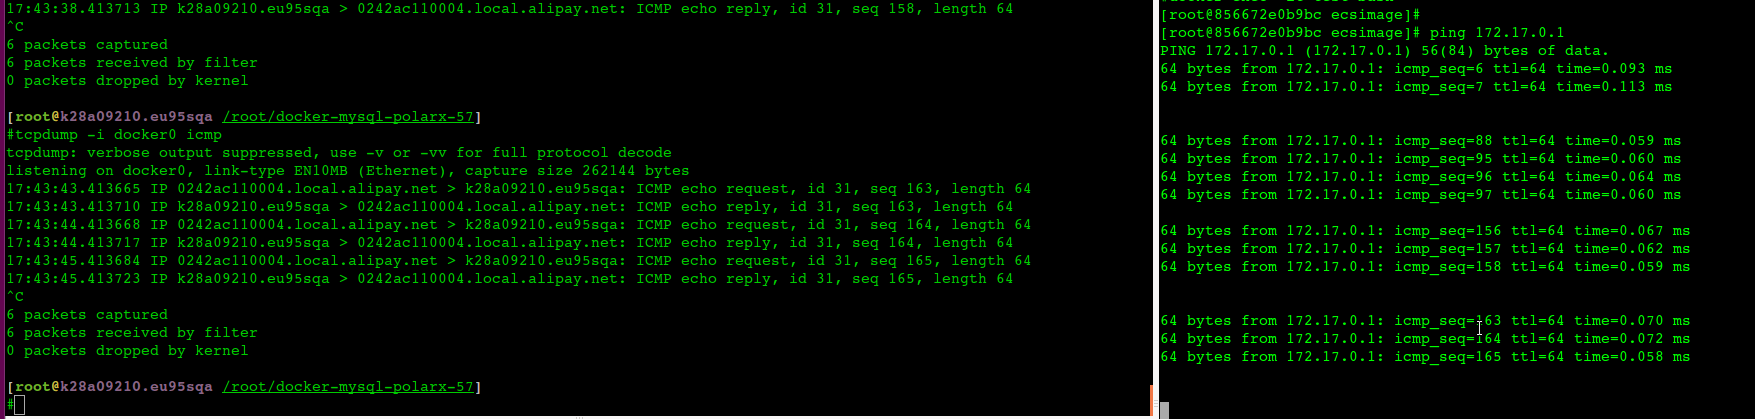 17:43:38.413713 IP k28a09210.eu95sqa > 0242ac110004.local.alipay.net: ICMP echo reply, id 31, seq 158, length 64
^C
6 packets captured
6 packets received by filter
0 packets dropped by kernel
[root@k28a09210.eu95sqa /root/docker-mysql-polarx-57]
#tcpdump -i docker0 icmp
tcpdump: verbose output suppressed, use -v or -vv for full protocol decode
listening on docker0, link-type EN10MB (Ethernet), capture size 262144 bytes
17:43:43.413665 IP 0242ac110004.local.alipay.net > k28a09210.eu95sqa: ICMP echo request, id 31, seq 163, length 64
17:43:43.413710 IP k28a09210.eu95sqa > 0242ac110004.local.alipay.net: ICMP echo reply, id 31, seq 163, length 64
17:43:44.413668 IP 0242ac110004.local.alipay.net > k28a09210.eu95sqa: ICMP echo request, id 31, seq 164, length 64
17:43:44.413717 IP k28a09210.eu95sqa > 0242ac110004.local.alipay.net: ICMP echo reply, id 31, seq 164, length 64
17:43:45.413684 IP 0242ac110004.local.alipay.net > k28a09210.eu95sqa: ICMP echo request, id 31, seq 165, length 64
17:43:45.413723 IP k28a09210.eu95sqa > 0242ac110004.local.alipay.net: ICMP echo reply, id 31, seq 165, length 64
^C
6 packets captured
6 packets received by filter
0 packets dropped by kernel
[root@k28a09210.eu95sqa /root/docker-mysql-polarx-57]
#
[root@856672e0b9bc ecsimage]#
[root@856672e0b9bc ecsimage]# ping 172.17.0.1
PING 172.17.0.1 (172.17.0.1) 56(84) bytes of data.
64 bytes from 172.17.0.1: icmp_seq=6 ttl=64 time=0.093 ms
64 bytes from 172.17.0.1: icmp_seq=7 ttl=64 time=0.113 ms
64 bytes from 172.17.0.1: icmp_seq=88 ttl=64 time=0.059 ms
64 bytes from 172.17.0.1: icmp_seq=95 ttl=64 time=0.060 ms
64 bytes from 172.17.0.1: icmp_seq=96 ttl=64 time=0.064 ms
64 bytes from 172.17.0.1: icmp_seq=97 ttl=64 time=0.060 ms
64 bytes from 172.17.0.1: icmp_seq=156 ttl=64 time=0.067 ms
64 bytes from 172.17.0.1: icmp_seq=157 ttl=64 time=0.062 ms
64 bytes from 172.17.0.1: icmp_seq=158 ttl=64 time=0.059 ms
64 bytes from 172.17.0.1: icmp_seq=163 ttl=64 time=0.070 ms
64 bytes from 172.17.0.1: icmp_seq=164 ttl=64 time=0.072 ms
64 bytes from 172.17.0.1: icmp_seq=165 ttl=64 time=0.058 ms